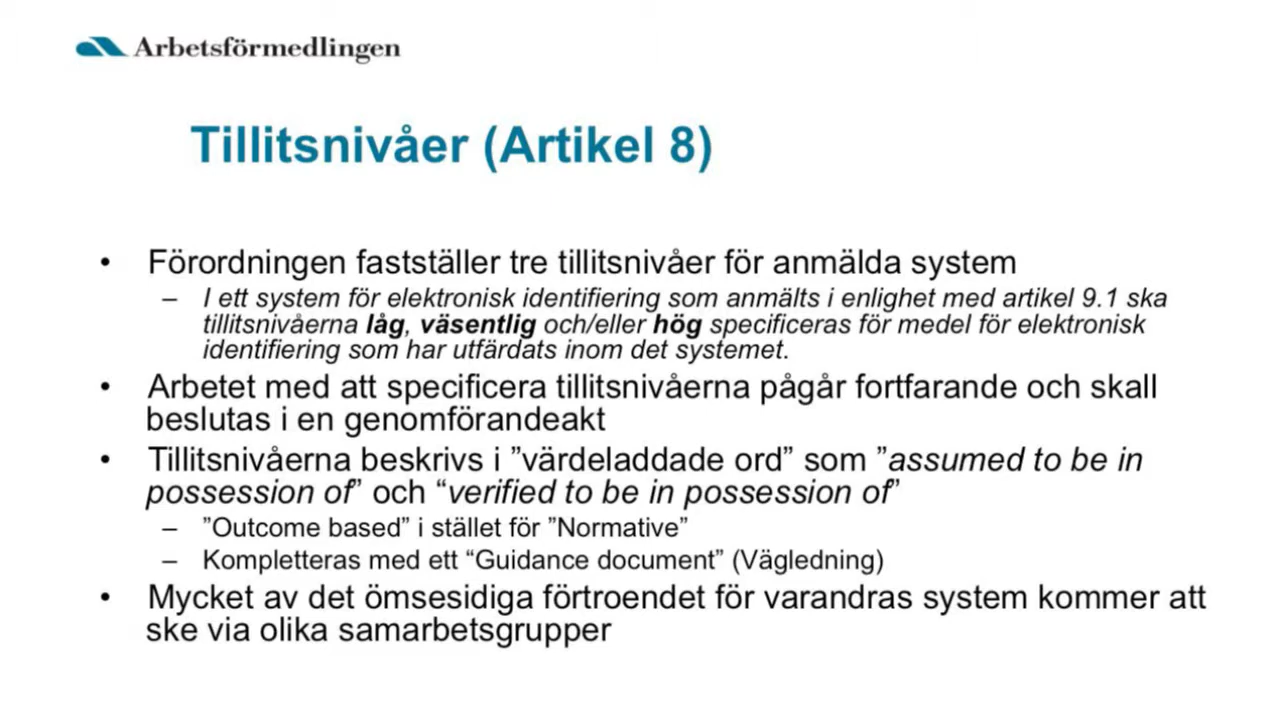 Arbetsförmedlingen
Tillitsnivåer (Artikel 8)
• Förordningen fastställer tre tillitsnivåer för anmälda system
– I ett system för elektronisk identifiering som anmälts i enlighet med artikel 9.1 ska
tillitsnivåerna låg, väsentlig och/eller hög specificeras för medel för elektronisk
identifiering som har utfärdats inom det systemet.
• Arbetet med att specificera tillitsnivåerna pågår fortfarande och skall
beslutas i en genomförandeakt
• Tillitsnivåerna beskrivs i ”värdeladdade ord” som ”assumed to be in
possession of” och “verified to be in possession of”
– ”Outcome based” i stället för ”Normative”
– Kompletteras med ett “Guidance document” (Vägledning)
• Mycket av det ömsesidiga förtroendet för varandras system kommer att
ske via olika samarbetsgrupper